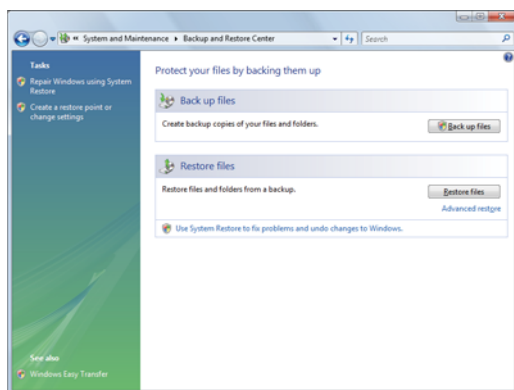 System and Maintenance Backup and Restore Center
Search
Tasks
Repair Windows using System
Restore
Create a restore point or
change settings
Protect your files by backing them up
Back up files
Create backup copies of your files and folders.
Back up files
Restore files
Restore files and folders from a backup.
Restore files
Advanced restore
Use System Restore to fix problems and undo changes to Windows.
See also
Windows Easy Transfer